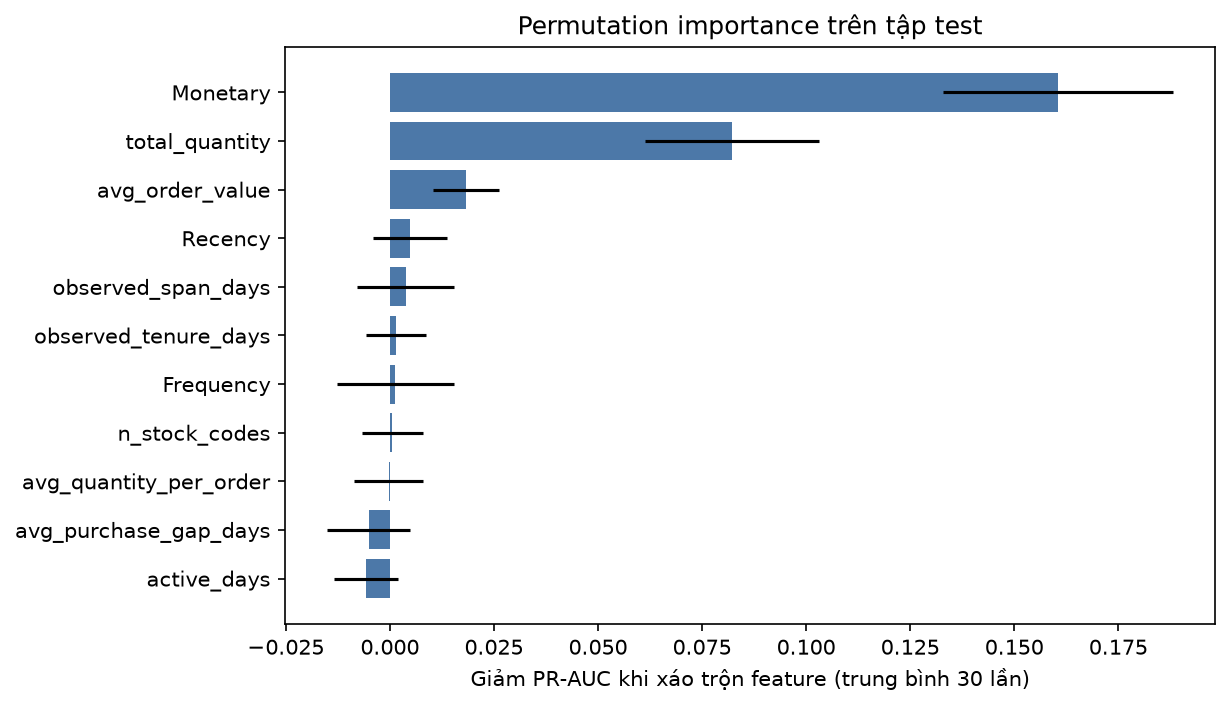 Permutation importance trên tập test
Monetary
total_quantity
avg_order_value
Recency
observed_span_days
observed_tenure_days
Frequency
n_stock_codes
avg_quantity_per_order
avg_purchase_gap_days
active_days
−0.025 0.000 0.025 0.050 0.075 0.100 0.125 0.150 0.175
Giảm PR-AUC khi xáo trộn feature (trung bình 30 lần)